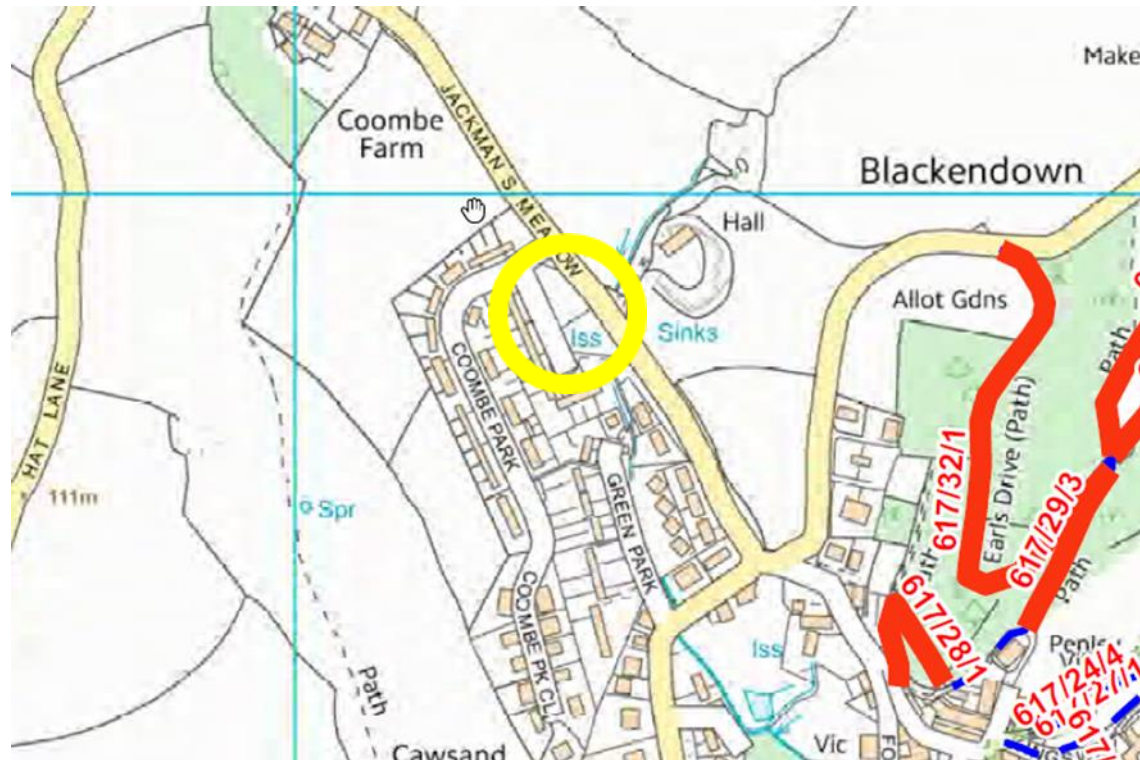 Make
Coombe
Farm
JACKMAN'S MEADOW
Blackendown
Hall
Allot Gdns
Iss
Sinks
Path
HAT LANE
COOMBE PARK
111m
Spr
617/32/1
Earls Drive (Path)
617/29/3
GREEN PARK
Path
COOMBE PK CL
617/28/1
Iss
Path
617/24/4
Cawsand
Vic
FO